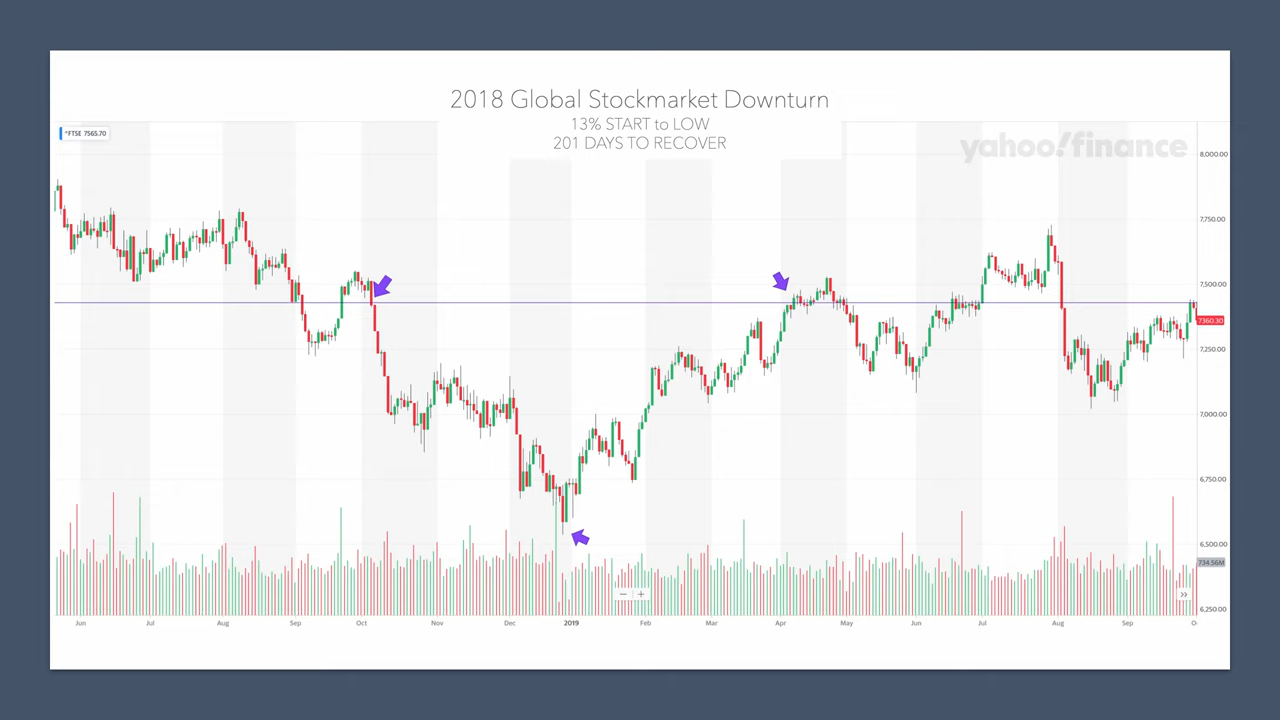 2018 Global Stockmarket Downturn
13% START to LOW
201 DAYS TO RECOVER
^FTSE 7565.70
yahoo!finance
8,000.00
7,750.00
7,500.00
7360.30
7,250.00
7,000.00
6,750.00
6,500.00
734.56M
6,250.00
− +
»
Jun Jul Aug Sep Oct Nov Dec 2019 Feb Mar Apr May Jun Jul Aug Sep O